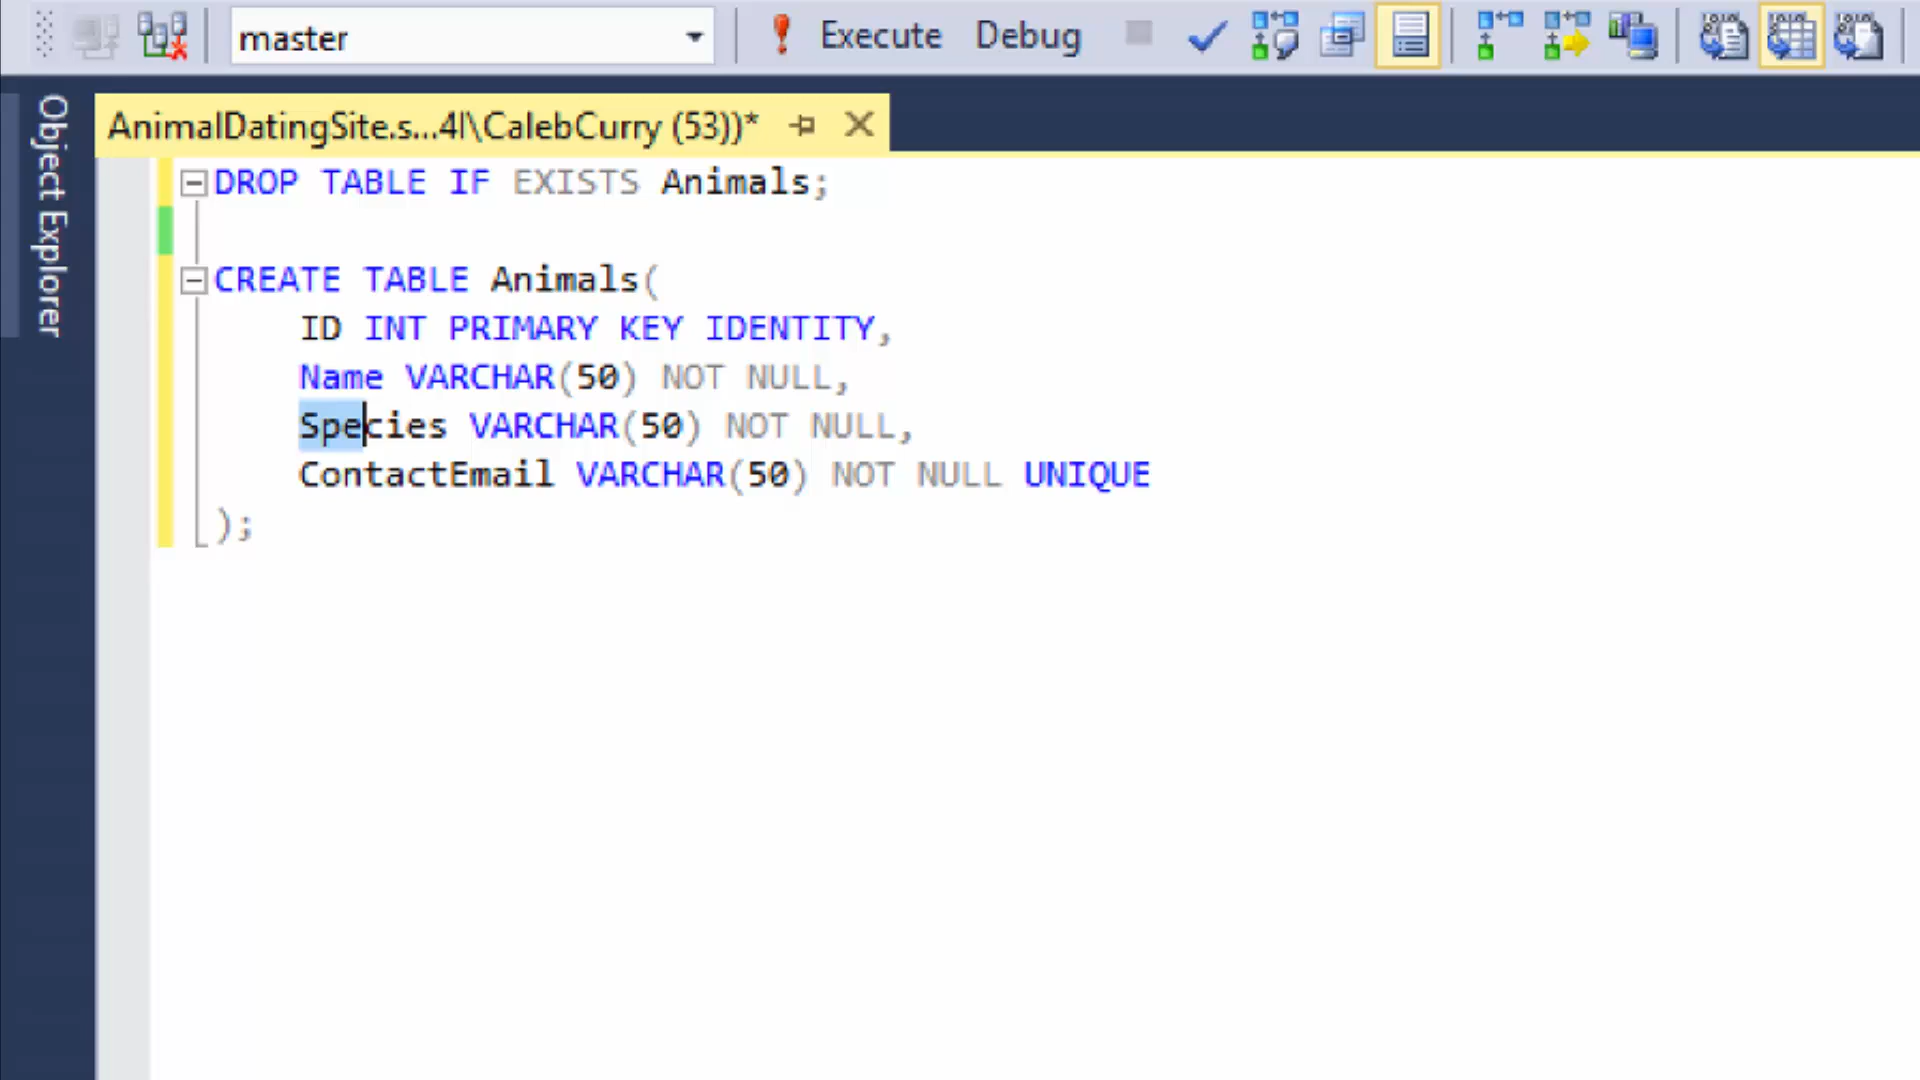 master
Execute Debug
Object Explorer
AnimalDatingSite.s...4l\CalebCurry (53))*
DROP TABLE IF EXISTS Animals;
CREATE TABLE Animals(
ID INT PRIMARY KEY IDENTITY,
Name VARCHAR(50) NOT NULL,
Species VARCHAR(50) NOT NULL,
ContactEmail VARCHAR(50) NOT NULL UNIQUE
);